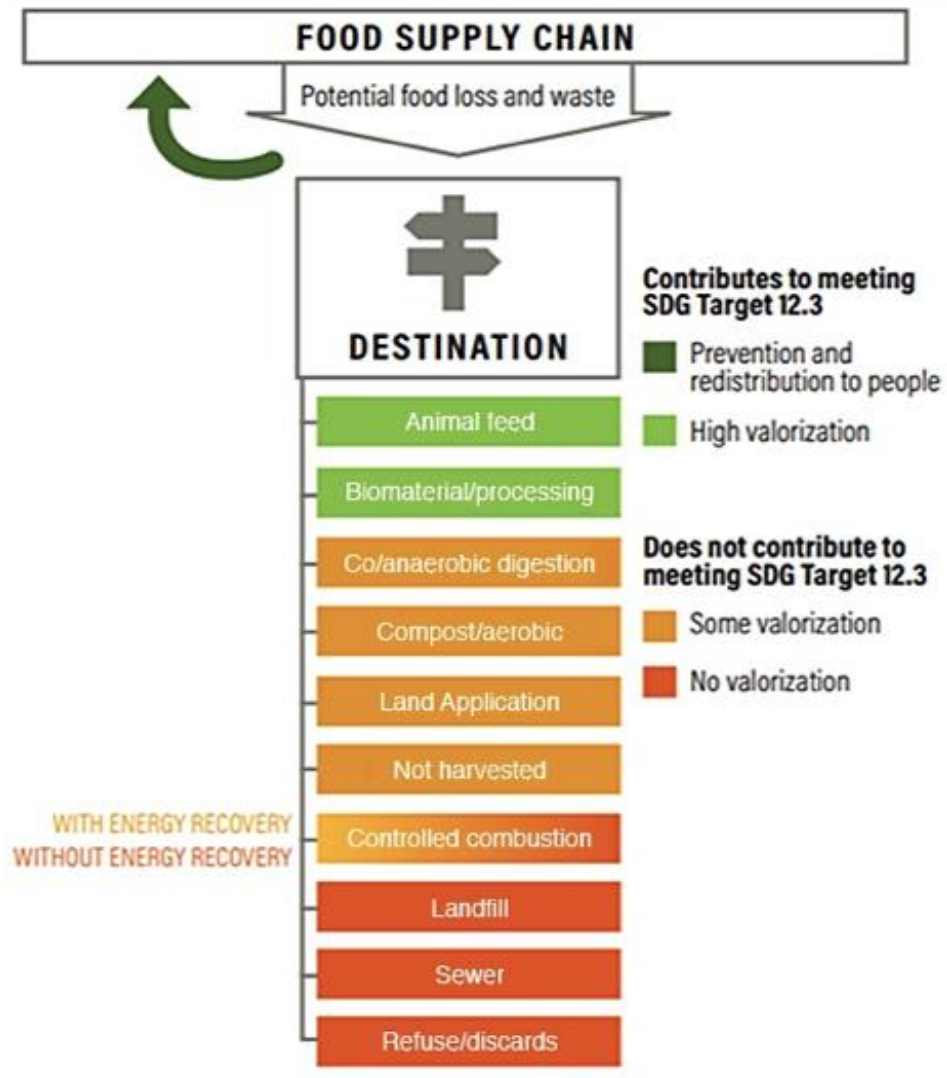 FOOD SUPPLY CHAIN
Potential food loss and waste
DESTINATION
Contributes to meeting
SDG Target 12.3
Prevention and
redistribution to people
High valorization
Does not contribute to
meeting SDG Target 12.3
Some valorization
No valorization
Animal feed
Biomaterial/processing
Co/anaerobic digestion
Compost/aerobic
Land Application
Not harvested
WITH ENERGY RECOVERY
WITHOUT ENERGY RECOVERY
Controlled combustion
Landfill
Sewer
Refuse/discards